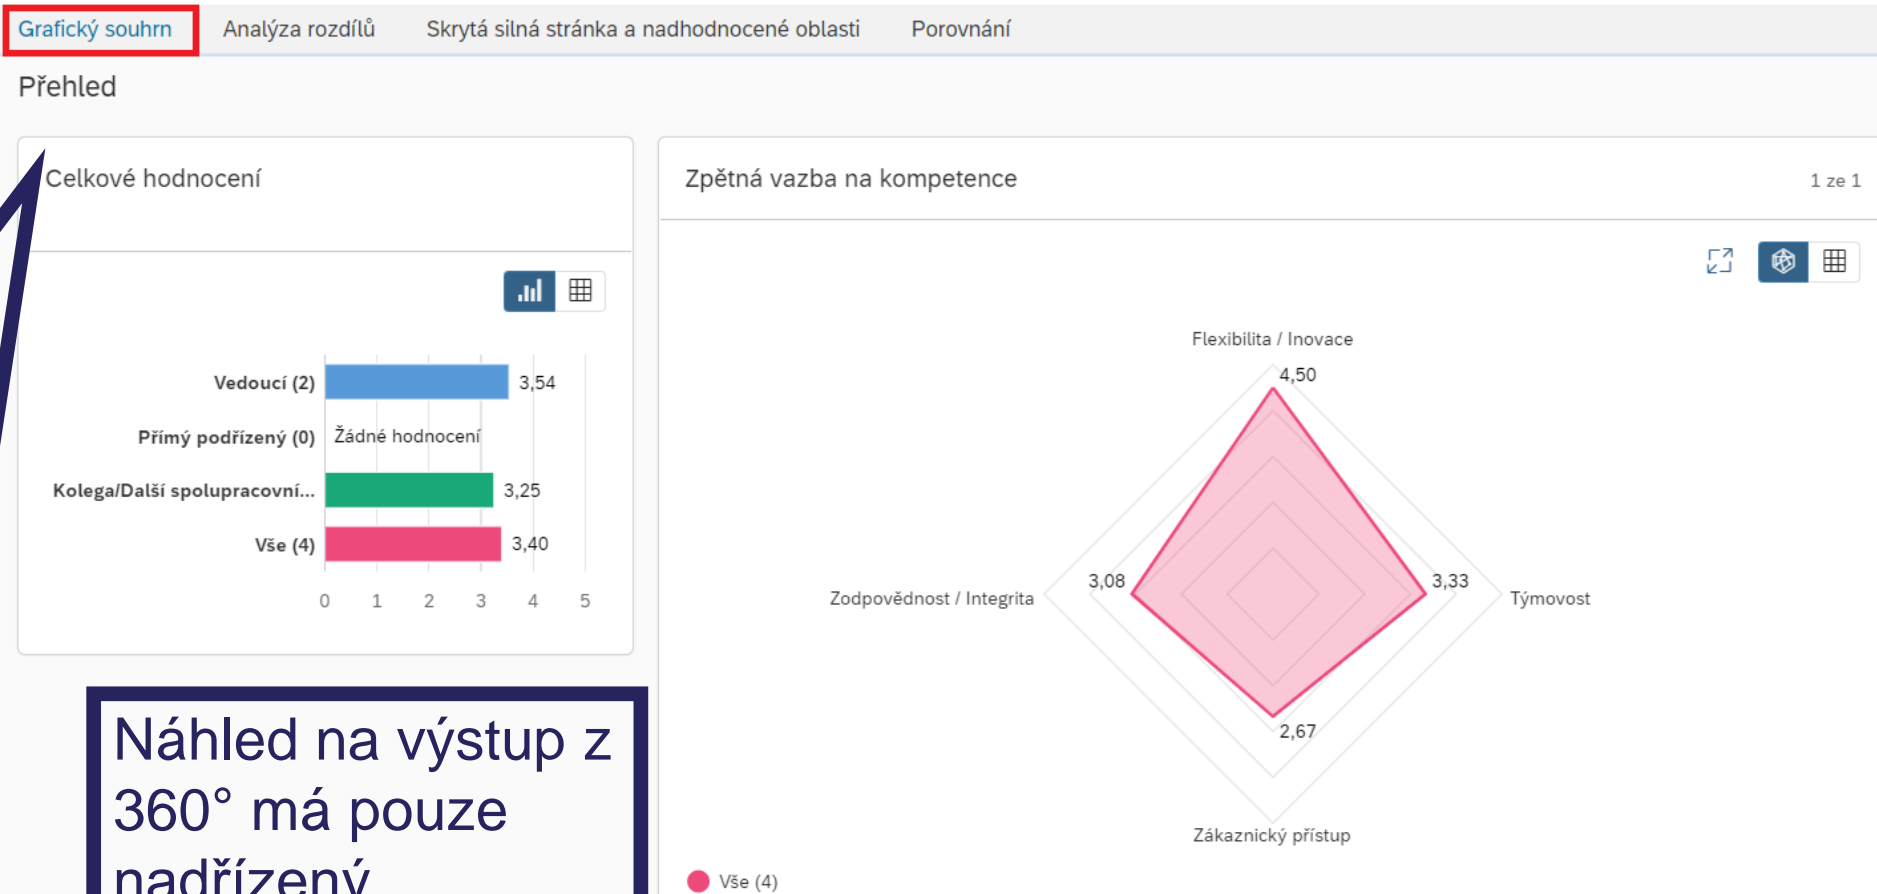 Grafický souhrn
Analýza rozdílů
Skrytá silná stránka a nadhodnocené oblasti
Porovnání
Přehled
Celkové hodnocení
Vedoucí (2)
3,54
Přímý podřízený (0)
Žádné hodnocení
Kolega/Další spolupracovní...
3,25
Vše (4)
3,40
0 1 2 3 4 5
Náhled na výstup z
360° má pouze
nadřízený
Zpětná vazba na kompetence
1 ze 1
Flexibilita / Inovace
4,50
Zodpovědnost / Integrita
3,08
3,33
Týmovost
2,67
Zákaznický přístup
Vše (4)